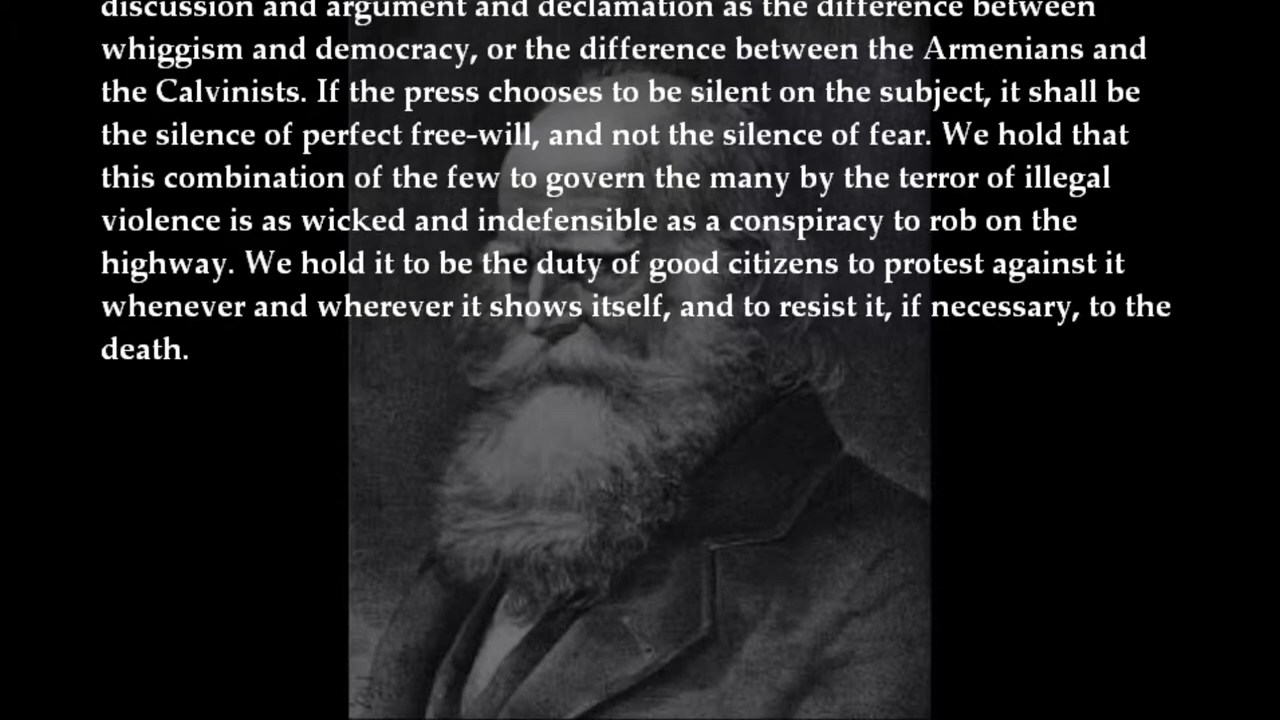 discussion and argument and declamation as the difference between
whiggism and democracy, or the difference between the Armenians and
the Calvinists. If the press chooses to be silent on the subject, it shall be
the silence of perfect free-will, and not the silence of fear. We hold that
this combination of the few to govern the many by the terror of illegal
violence is as wicked and indefensible as a conspiracy to rob on the
highway. We hold it to be the duty of good citizens to protest against it
whenever and wherever it shows itself, and to resist it, if necessary, to the
death.